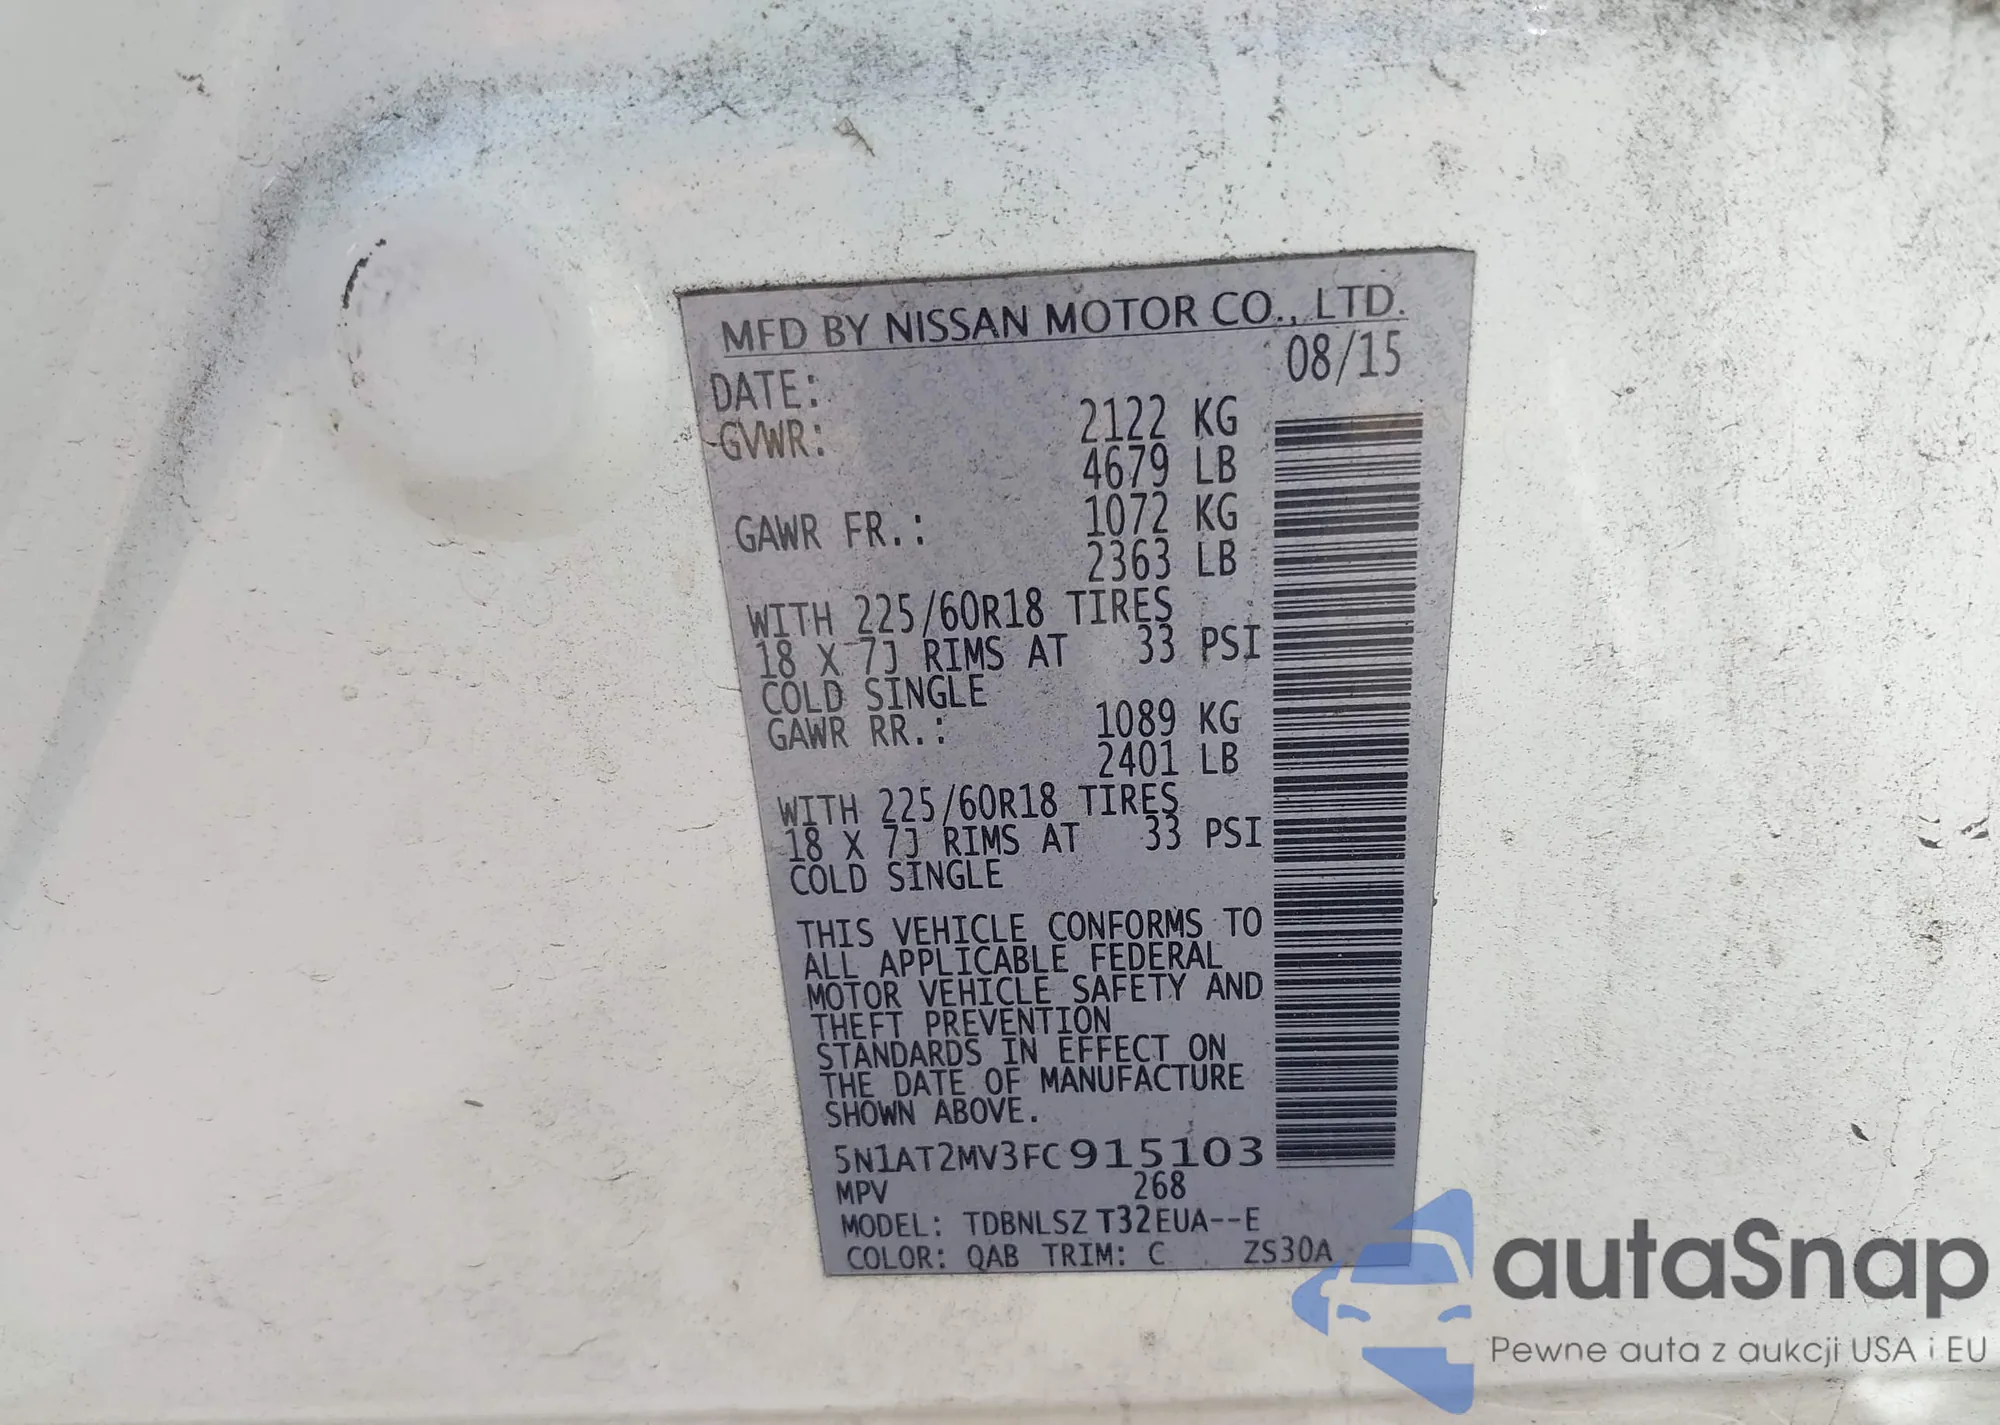 MFD BY NISSAN MOTOR CO., LTD.
DATE: 08/15
GVWR: 2122 KG
4679 LB
GAWR FR.: 1072 KG
2363 LB
WITH 225/60R18 TIRES
18 X 7J RIMS AT 33 PSI
COLD SINGLE
GAWR RR.: 1089 KG
2401 LB
WITH 225/60R18 TIRES
18 X 7J RIMS AT 33 PSI
COLD SINGLE
THIS VEHICLE CONFORMS TO
ALL APPLICABLE FEDERAL
MOTOR VEHICLE SAFETY AND
THEFT PREVENTION
STANDARDS IN EFFECT ON
THE DATE OF MANUFACTURE
SHOWN ABOVE.
5N1AT2MV3FC915103
MPV 268
MODEL: TDBNLSZ T32EUA--E
COLOR: QAB TRIM: C ZS30A
autaSnap
Pewne auta z aukcji USA i EU